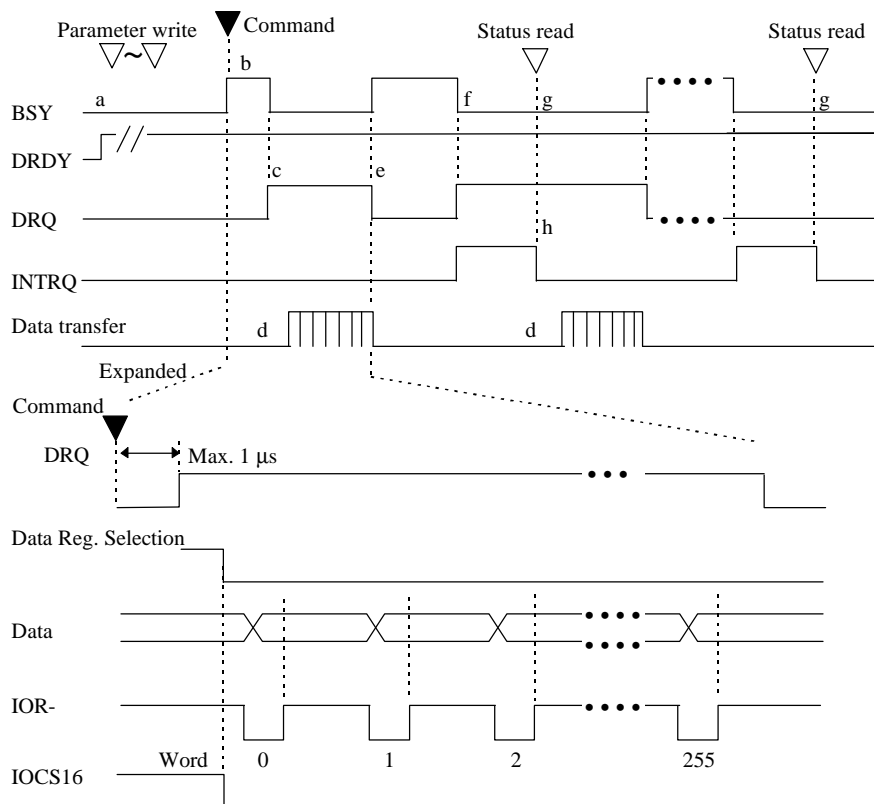 Parameter write
Command
Status read
Status read
a
b
f
g
g
BSY
DRDY
c
e
DRQ
h
INTRQ
Data transfer
d
d
Expanded
Command
DRQ
Max. 1 μs
Data Reg. Selection
Data
IOR-
Word
0
1
2
255
IOCS16